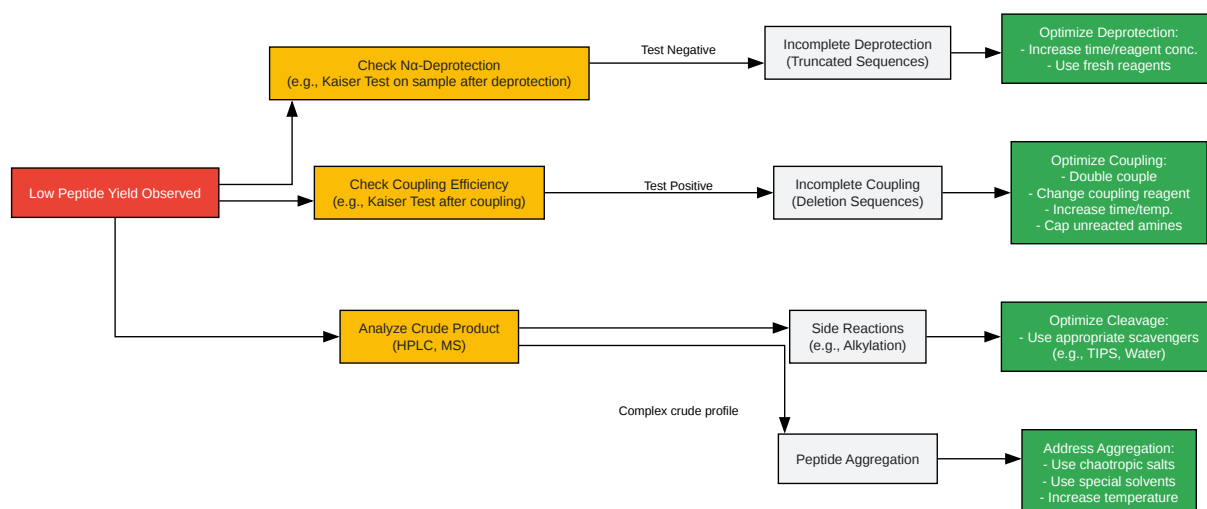 Low Peptide Yield Observed
Check Nα-Deprotection
(e.g., Kaiser Test on sample after deprotection)
Test Negative
Incomplete Deprotection
(Truncated Sequences)
Optimize Deprotection:
- Increase time/reagent conc.
- Use fresh reagents
Check Coupling Efficiency
(e.g., Kaiser Test after coupling)
Test Positive
Incomplete Coupling
(Deletion Sequences)
Optimize Coupling:
- Double couple
- Change coupling reagent
- Increase time/temp.
- Cap unreacted amines
Analyze Crude Product
(HPLC, MS)
Side Reactions
(e.g., Alkylation)
Optimize Cleavage:
- Use appropriate scavengers
(e.g., TIPS, Water)
Complex crude profile
Peptide Aggregation
Address Aggregation:
- Use chaotropic salts
- Use special solvents
- Increase temperature